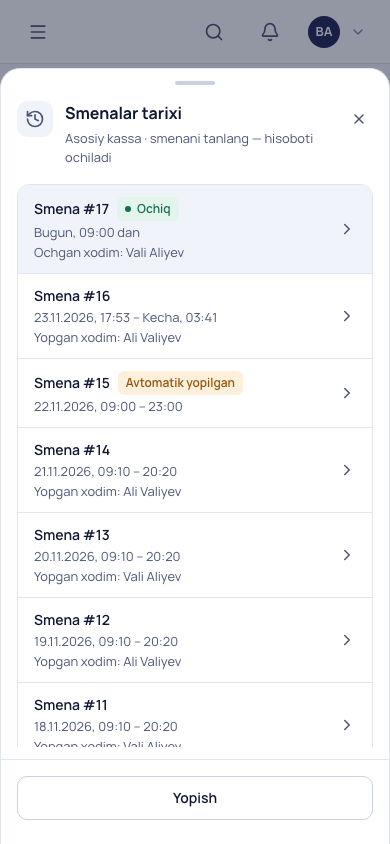 BA
Smenalar tarixi
Asosiy kassa · smenani tanlang — hisoboti
ochiladi
Smena #17 Ochiq
Bugun, 09:00 dan
Ochgan xodim: Vali Aliyev
Smena #16
23.11.2026, 17:53 – Kecha, 03:41
Yopgan xodim: Ali Valiyev
Smena #15 Avtomatik yopilgan
22.11.2026, 09:00 – 23:00
Smena #14
21.11.2026, 09:10 – 20:20
Yopgan xodim: Ali Valiyev
Smena #13
20.11.2026, 09:10 – 20:20
Yopgan xodim: Vali Aliyev
Smena #12
19.11.2026, 09:10 – 20:20
Yopgan xodim: Ali Valiyev
Smena #11
18.11.2026, 09:10 – 20:20
Yopgan xodim: Vali Aliyev
Yopish